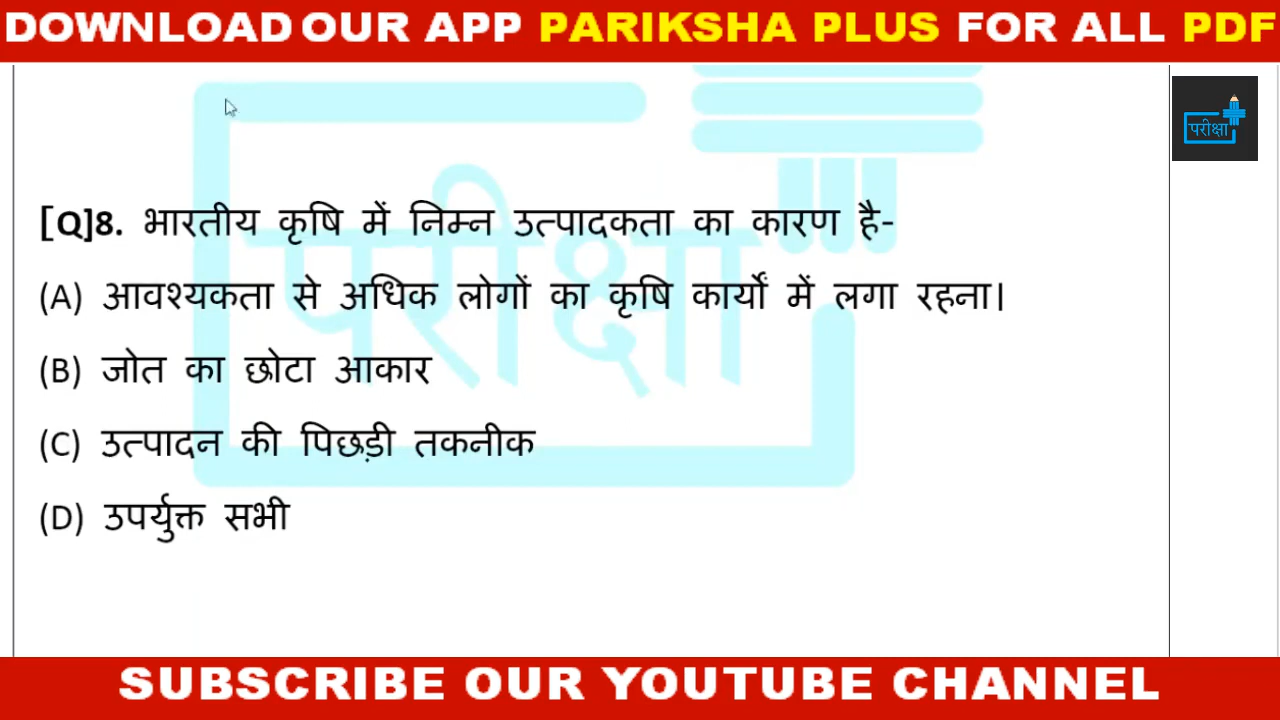 DOWNLOAD OUR APP PARIKSHA PLUS FOR ALL PDF
परीक्षा
[Q]8. भारतीय कृषि में निम्न उत्पादकता का कारण है-
(A) आवश्यकता से अधिक लोगों का कृषि कार्यों में लगा रहना।
(B) जोत का छोटा आकार
(C) उत्पादन की पिछड़ी तकनीक
(D) उपर्युक्त सभी
परीक्षा
SUBSCRIBE OUR YOUTUBE CHANNEL